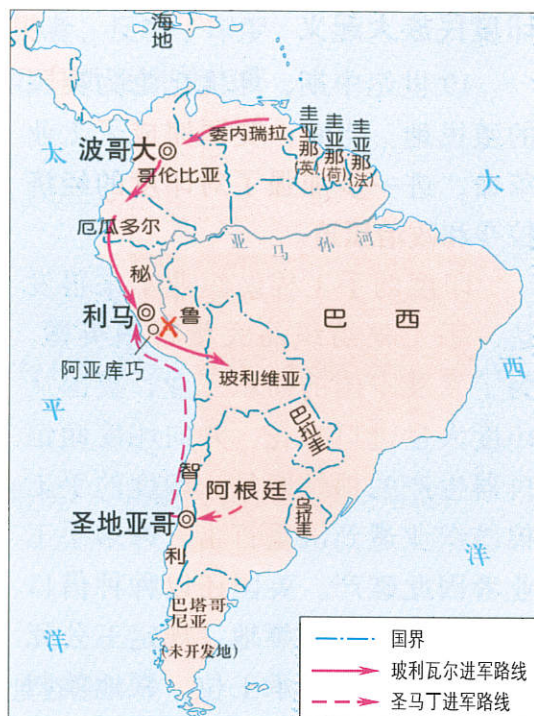 海地
委内瑞拉
圭亚那(英)
圭亚那(荷)
圭亚那(法)
太
大
波哥大
哥伦比亚
厄瓜多尔
亚马孙河
秘
鲁
利马
巴西
阿亚库巧
玻利维亚
西
平
巴拉圭
智
阿根廷
圣地亚哥
乌拉圭
利
洋
巴塔哥
尼亚
(未开发地)
洋
国界
玻利瓦尔进军路线
圣马丁进军路线